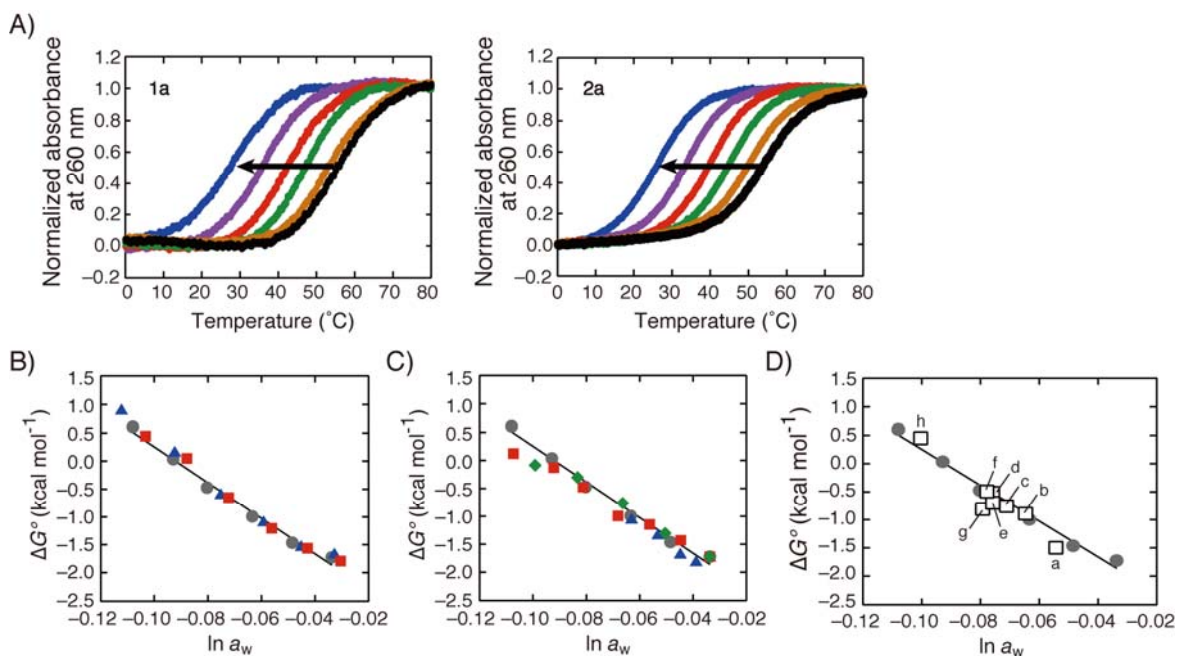 A)
Normalized absorbance
at 260 nm
1.2
1.0
0.8
0.6
0.4
0.2
0.0
−0.2
1a
0 10 20 30 40 50 60 70 80
Temperature (˚C)
Normalized absorbance
at 260 nm
1.2
1.0
0.8
0.6
0.4
0.2
0.0
−0.2
2a
0 10 20 30 40 50 60 70 80
Temperature (˚C)
B)
ΔG° (kcal mol⁻¹)
1.5
1.0
0.5
0.0
−0.5
−1.0
−1.5
−2.0
−2.5
−0.12 −0.10 −0.08 −0.06 −0.04 −0.02
ln a_w
C)
ΔG° (kcal mol⁻¹)
1.5
1.0
0.5
0.0
−0.5
−1.0
−1.5
−2.0
−2.5
−0.12 −0.10 −0.08 −0.06 −0.04 −0.02
ln a_w
D)
ΔG° (kcal mol⁻¹)
1.5
1.0
0.5
0.0
−0.5
−1.0
−1.5
−2.0
−2.5
h
f
d
c
b
g
e
a
−0.12 −0.10 −0.08 −0.06 −0.04 −0.02
ln a_w